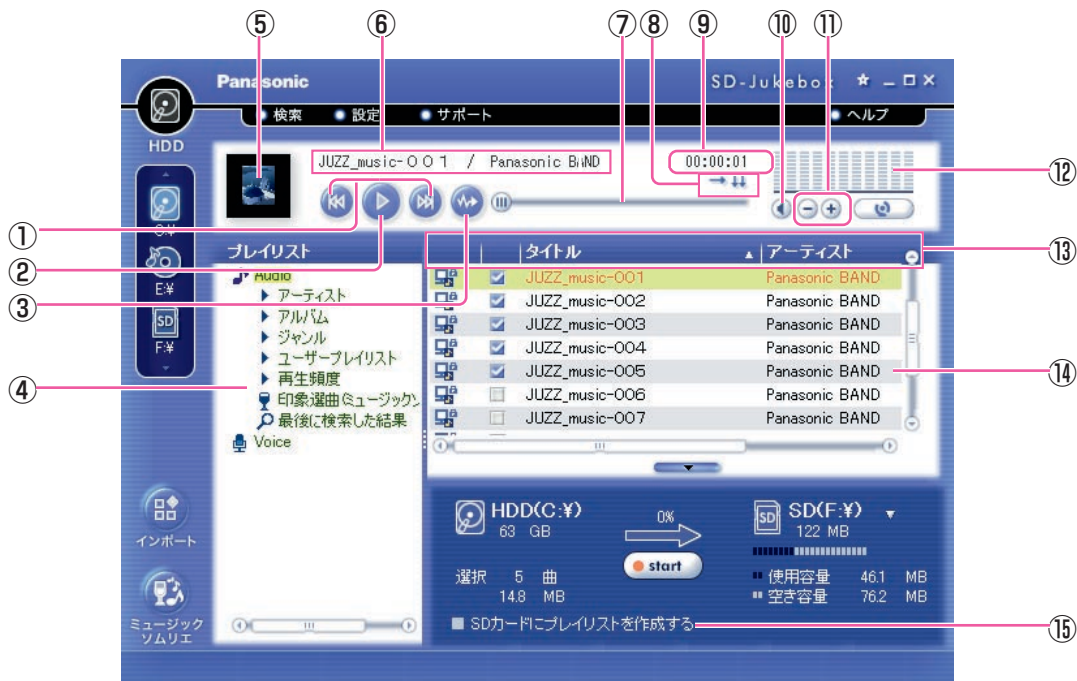 ⑤ ⑥ ⑦ ⑧ ⑨ ⑩ ⑪
Panasonic SD-Jukebox
検索 設定 サポート ヘルプ
HDD
JUZZ_music-001 / Panasonic BAND 00:00:01
⑫
①
②
③
④
C:¥
E:¥
SD
F:¥
インポート
ミュージック
ソムリエ
プレイリスト
Audio
アーティスト
アルバム
ジャンル
ユーザープレイリスト
再生頻度
印象選曲(ミュージックソ
最後に検索した結果
Voice
タイトル アーティスト ⑬
JUZZ_music-001 Panasonic BAND
JUZZ_music-002 Panasonic BAND
JUZZ_music-003 Panasonic BAND
JUZZ_music-004 Panasonic BAND
JUZZ_music-005 Panasonic BAND ⑭
JUZZ_music-006 Panasonic BAND
JUZZ_music-007 Panasonic BAND
HDD(C:¥)
63 GB
0%
start
SD SD(F:¥)
122 MB
選択 5 曲
14.8 MB
使用容量 46.1 MB
空き容量 76.2 MB
SDカードにプレイリストを作成する ⑮